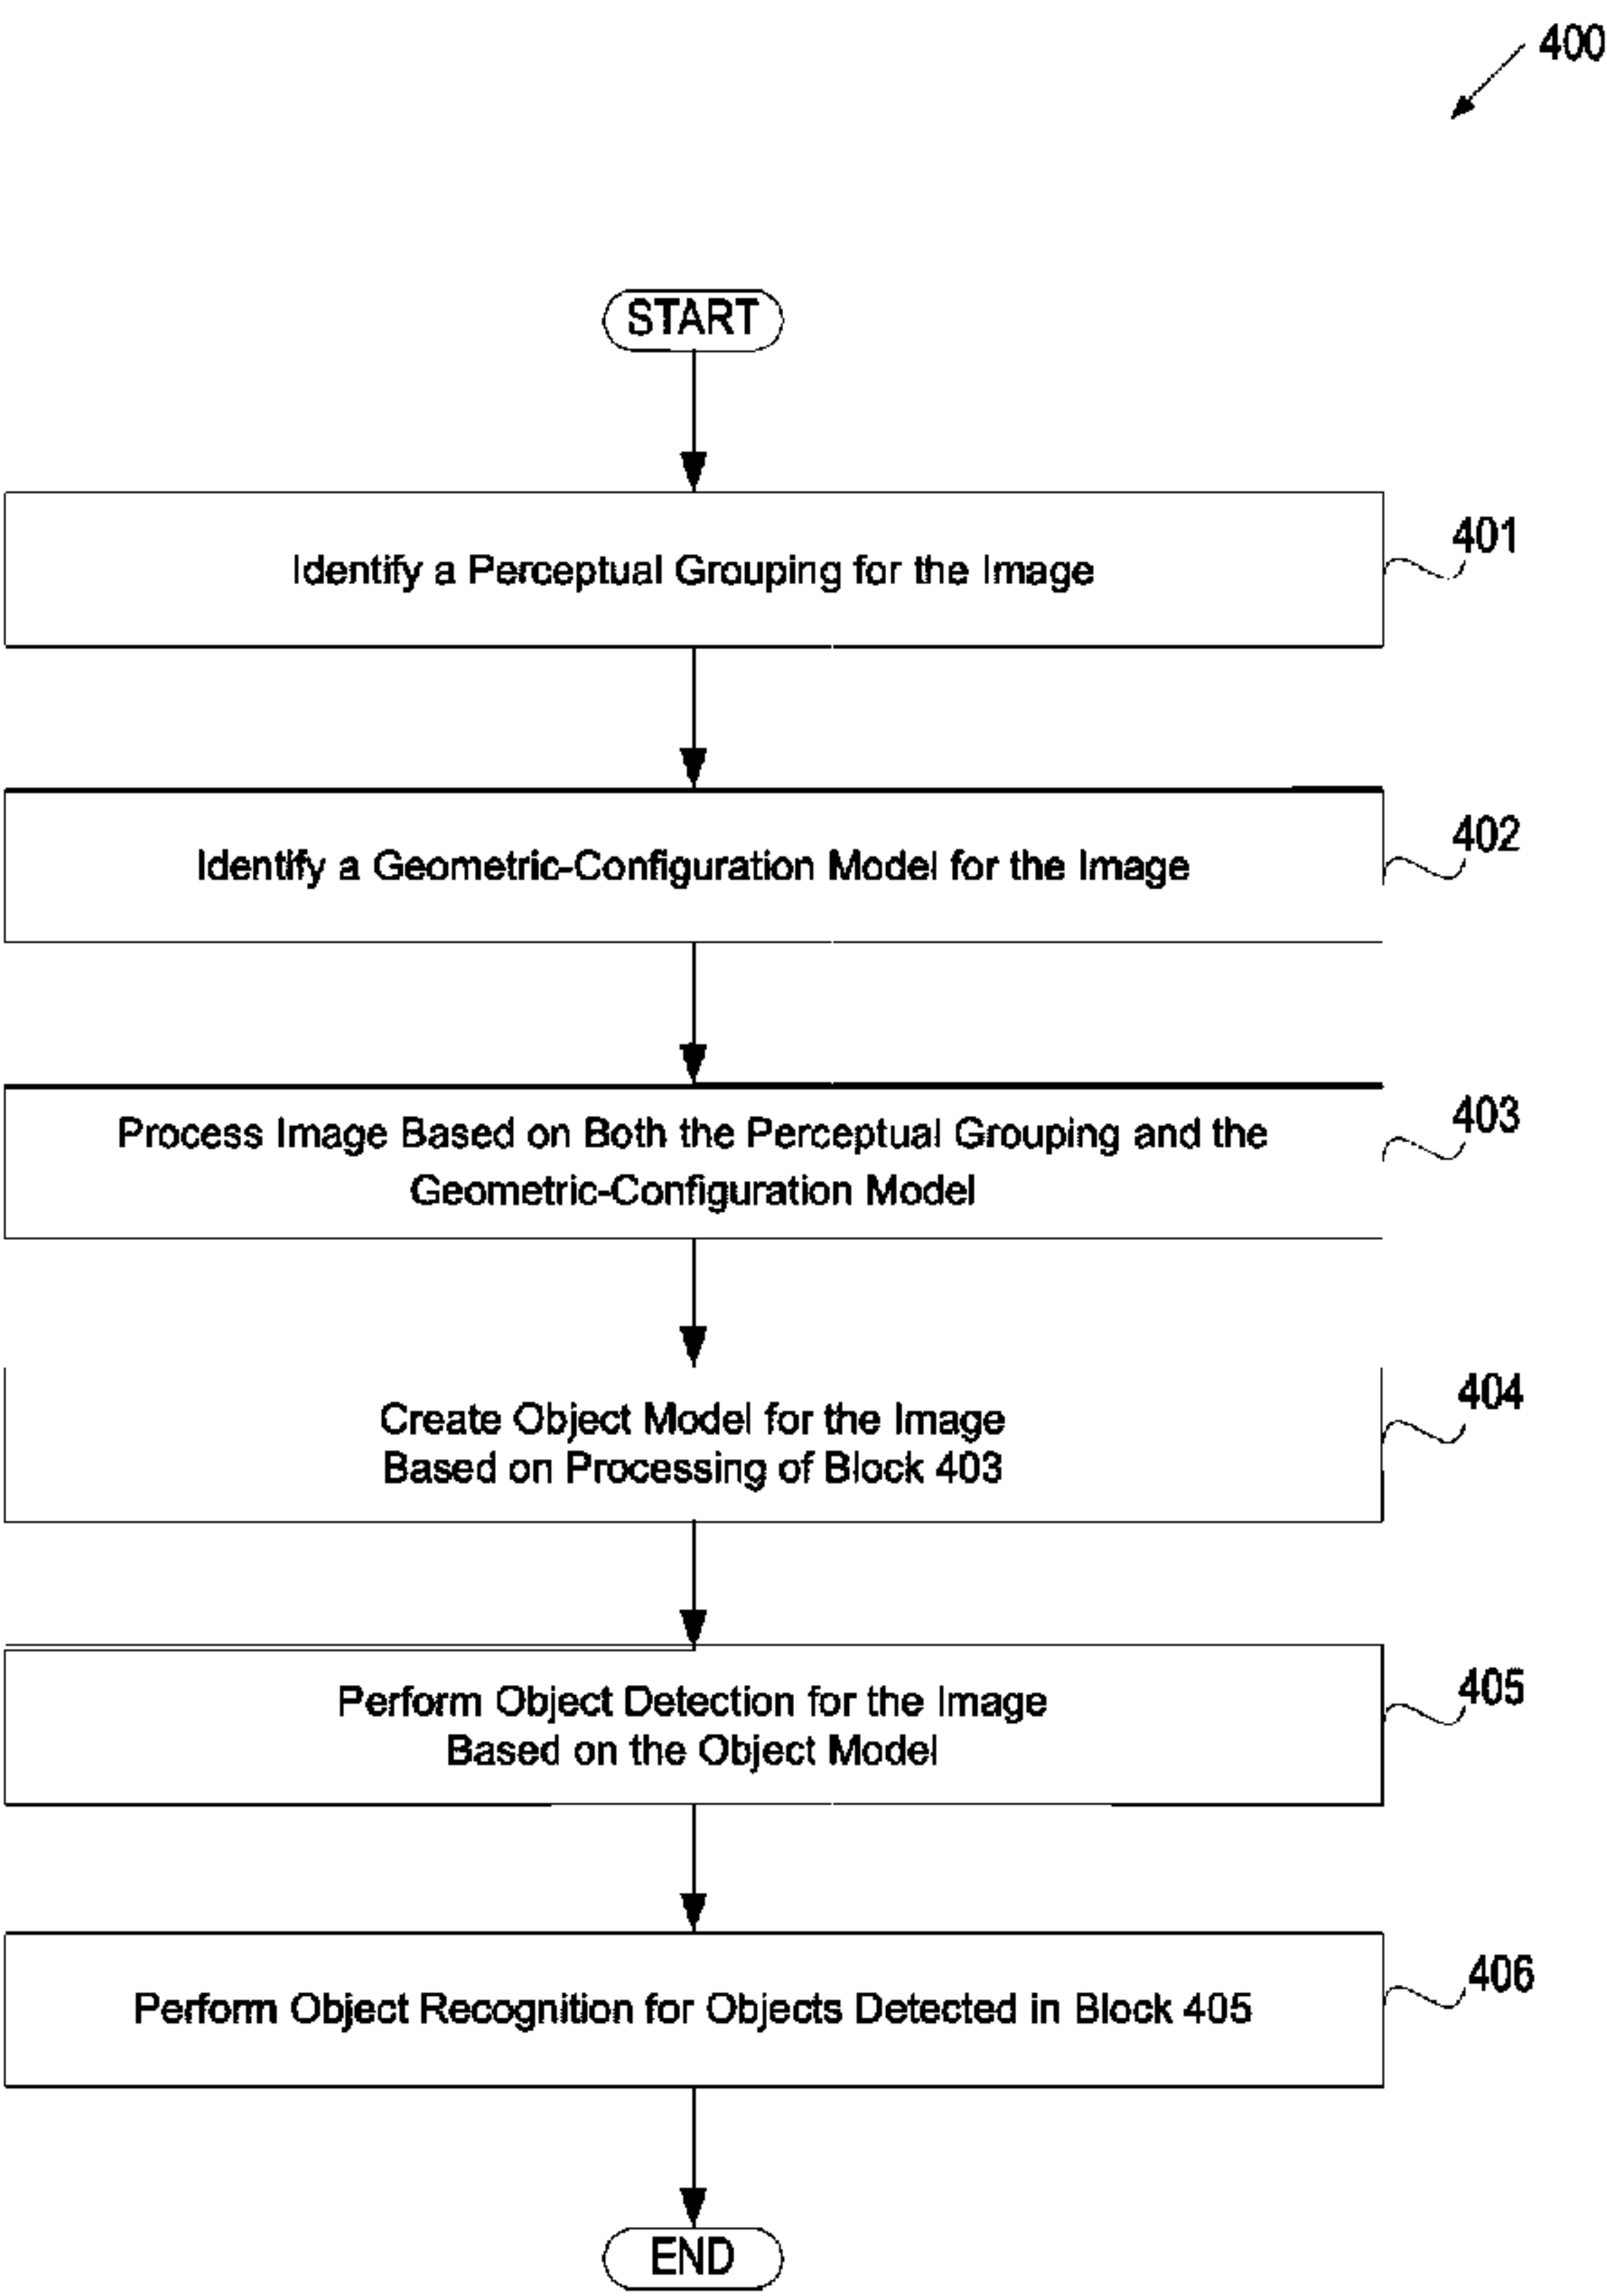 400
START
401
Identify a Perceptual Grouping for the Image
402
Identify a Geometric-Configuration Model for the Image
403
Process Image Based on Both the Perceptual Grouping and the
Geometric-Configuration Model
404
Create Object Model for the Image
Based on Processing of Block 403
405
Perform Object Detection for the Image
Based on the Object Model
406
Perform Object Recognition for Objects Detected in Block 405
END